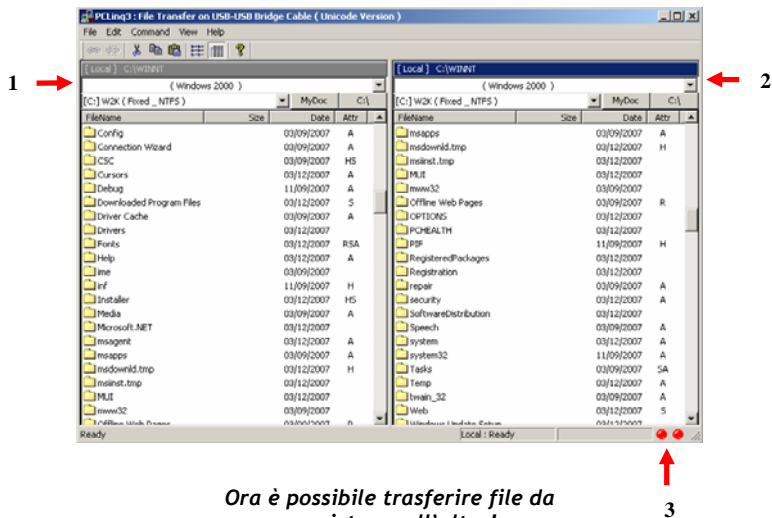 PCLinq3 : File Transfer on USB-USB Bridge Cable ( Unicode Version )
File Edit Command View Help
[ Local ] C:\WINNT
( Windows 2000 )
[C:] W2K ( Fixed _ NTFS ) MyDoc C:\
FileName Size Date Attr
Config 03/09/2007 A
Connection Wizard 03/09/2007 A
CSC 03/09/2007 HS
Cursors 03/12/2007 A
Debug 11/09/2007 A
Downloaded Program Files 03/12/2007 S
Driver Cache 03/09/2007 A
Drivers 03/12/2007
Fonts 03/12/2007 RSA
Help 03/12/2007 A
ime 03/09/2007
inf 11/09/2007 H
Installer 03/12/2007 HS
Media 03/09/2007 A
Microsoft.NET 03/12/2007
msagent 03/12/2007 A
msapps 03/09/2007 A
msdownld.tmp 03/12/2007 H
msiinst.tmp 03/12/2007
MUI 03/12/2007
mww32 03/09/2007
Offline Web Pages 03/09/2007 R
[ Local ] C:\WINNT
( Windows 2000 )
[C:] W2K ( Fixed _ NTFS ) MyDoc C:\
FileName Size Date Attr
msapps 03/09/2007 A
msdownld.tmp 03/12/2007 H
msiinst.tmp 03/12/2007
MUI 03/12/2007
mww32 03/09/2007
Offline Web Pages 03/09/2007 R
OPTIONS 03/12/2007
PCHEALTH 03/12/2007
PIF 11/09/2007 H
RegisteredPackages 03/12/2007
Registration 03/12/2007
repair 03/09/2007 A
security 03/12/2007 A
SoftwareDistribution 03/12/2007
Speech 03/09/2007 A
system 03/12/2007 A
system32 11/09/2007 A
Tasks 03/09/2007 SA
Temp 03/12/2007 A
twain_32 03/09/2007 A
Web 03/12/2007 S
Windows Update Setup 03/12/2007
Ready Local : Ready
1
2
3
Ora è possibile trasferire file da